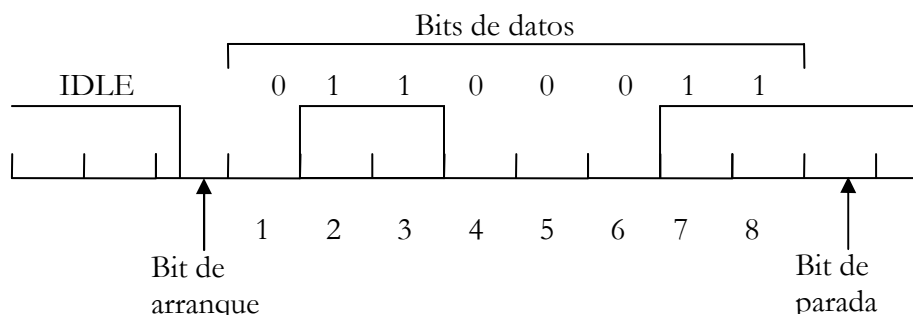 Bits de datos
IDLE 0 1 1 0 0 0 1 1
1 2 3 4 5 6 7 8
Bit de
arranque
Bit de
parada